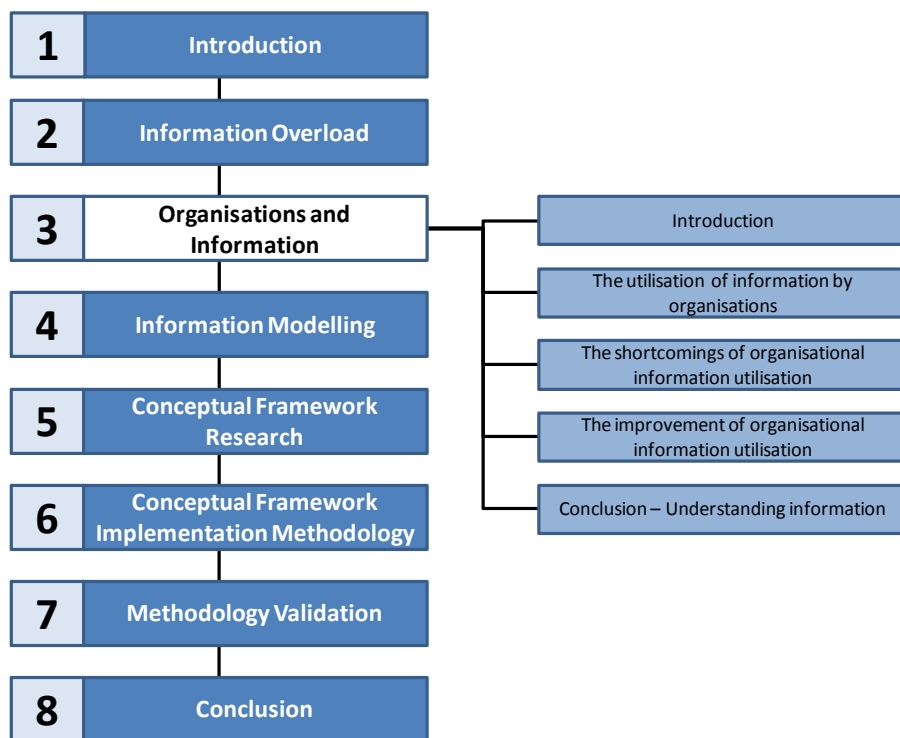 1
Introduction
2
Information Overload
3
Organisations and
Information
4
Information Modelling
5
Conceptual Framework
Research
6
Conceptual Framework
Implementation Methodology
7
Methodology Validation
8
Conclusion
Introduction
The utilisation of information by
organisations
The shortcomings of organisational
information utilisation
The improvement of organisational
information utilisation
Conclusion – Understanding information